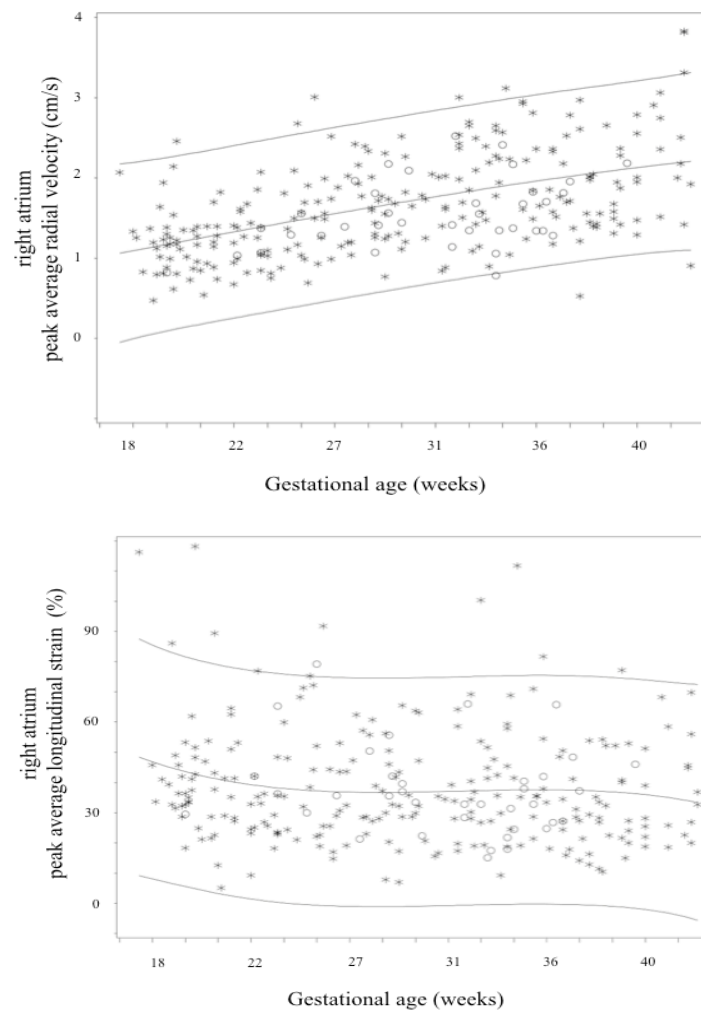 4
3
2
1
0
right atrium
peak average radial velocity (cm/s)
18 22 27 31 36 40
Gestational age (weeks)
90
60
30
0
right atrium
peak average longitudinal strain (%)
18 22 27 31 36 40
Gestational age (weeks)